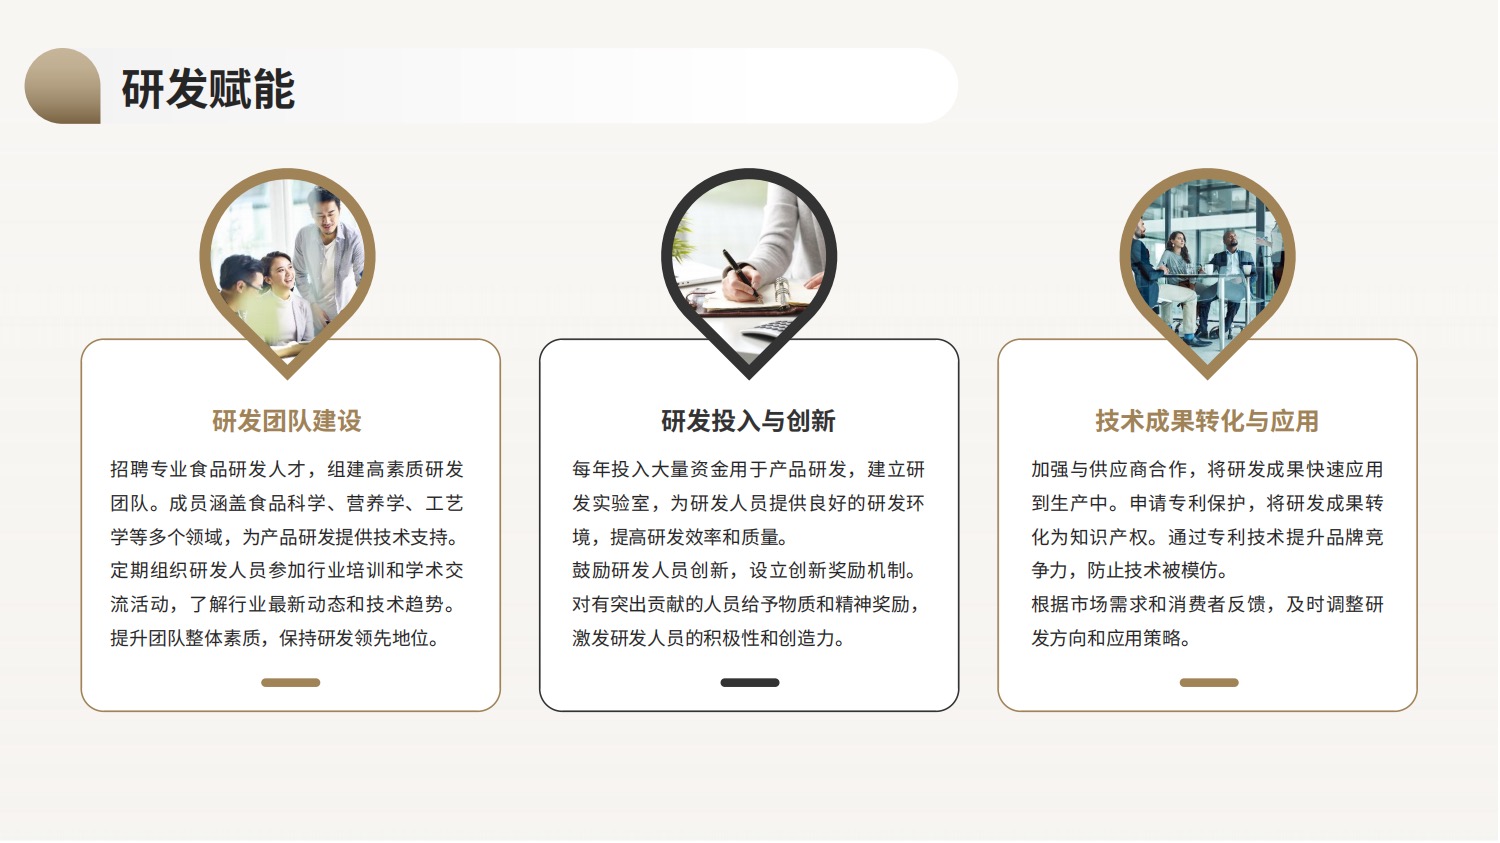 研发赋能
研发团队建设
招聘专业食品研发人才，组建高素质研发
团队。成员涵盖食品科学、营养学、工艺
学等多个领域，为产品研发提供技术支持。
定期组织研发人员参加行业培训和学术交
流活动，了解行业最新动态和技术趋势。
提升团队整体素质，保持研发领先地位。
研发投入与创新
每年投入大量资金用于产品研发，建立研
发实验室，为研发人员提供良好的研发环
境，提高研发效率和质量。
鼓励研发人员创新，设立创新奖励机制。
对有突出贡献的人员给予物质和精神奖励，
激发研发人员的积极性和创造力。
技术成果转化与应用
加强与供应商合作，将研发成果快速应用
到生产中。申请专利保护，将研发成果转
化为知识产权。通过专利技术提升品牌竞
争力，防止技术被模仿。
根据市场需求和消费者反馈，及时调整研
发方向和应用策略。